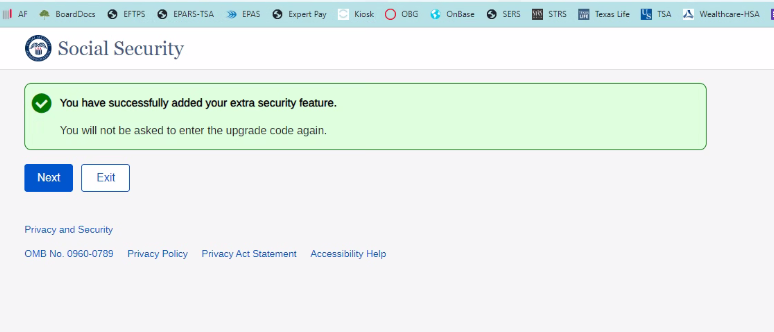 AF BoardDocs EFTPS EPARS-TSA EPAS Expert Pay Kiosk OBG OnBase SERS STRS Texas Life TSA Wealthcare-HSA
Social Security
You have successfully added your extra security feature.
You will not be asked to enter the upgrade code again.
Next Exit
Privacy and Security
OMB No. 0960-0789 Privacy Policy Privacy Act Statement Accessibility Help